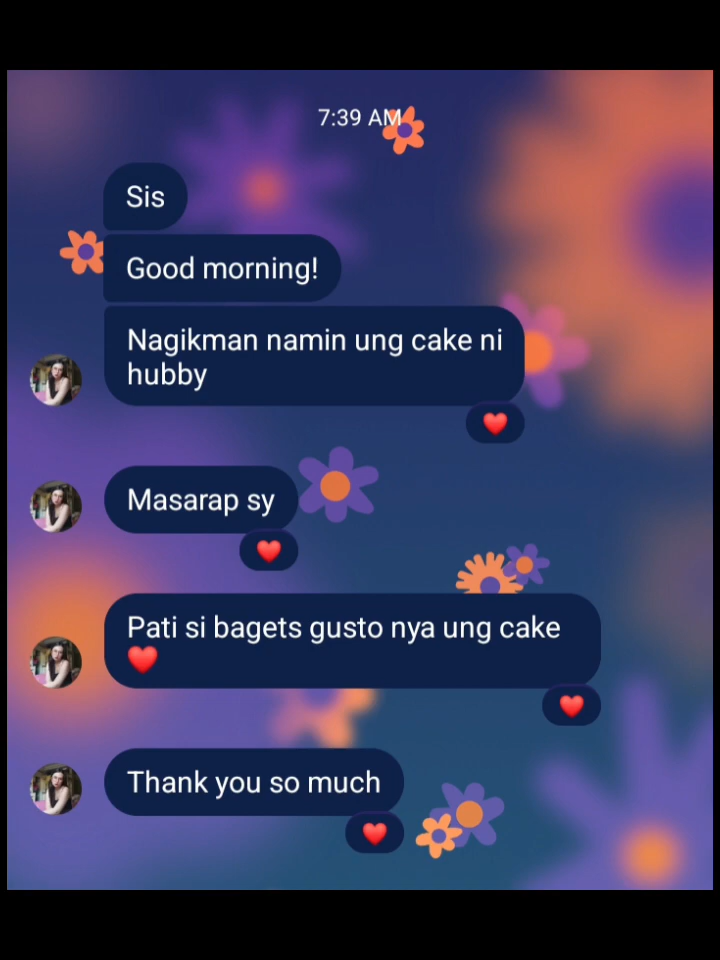 7:39 AM
Sis
Good morning!
Nagikman namin ung cake ni
hubby
❤️
Masarap sy
❤️
Pati si bagets gusto nya ung cake
❤️
❤️
Thank you so much
❤️